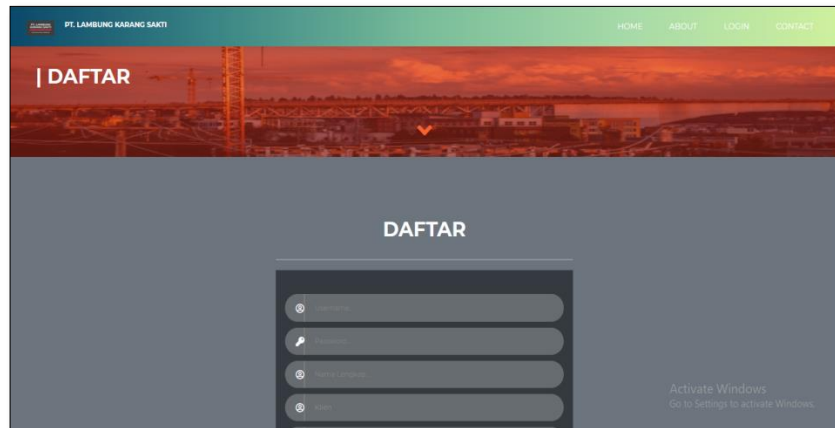 PT. LAMBUNG KARANG SAKTI
HOME ABOUT LOGIN CONTACT
| DAFTAR
DAFTAR
Username
Password
Nama Lengkap
Activate Windows
Go to Settings to activate Windows.